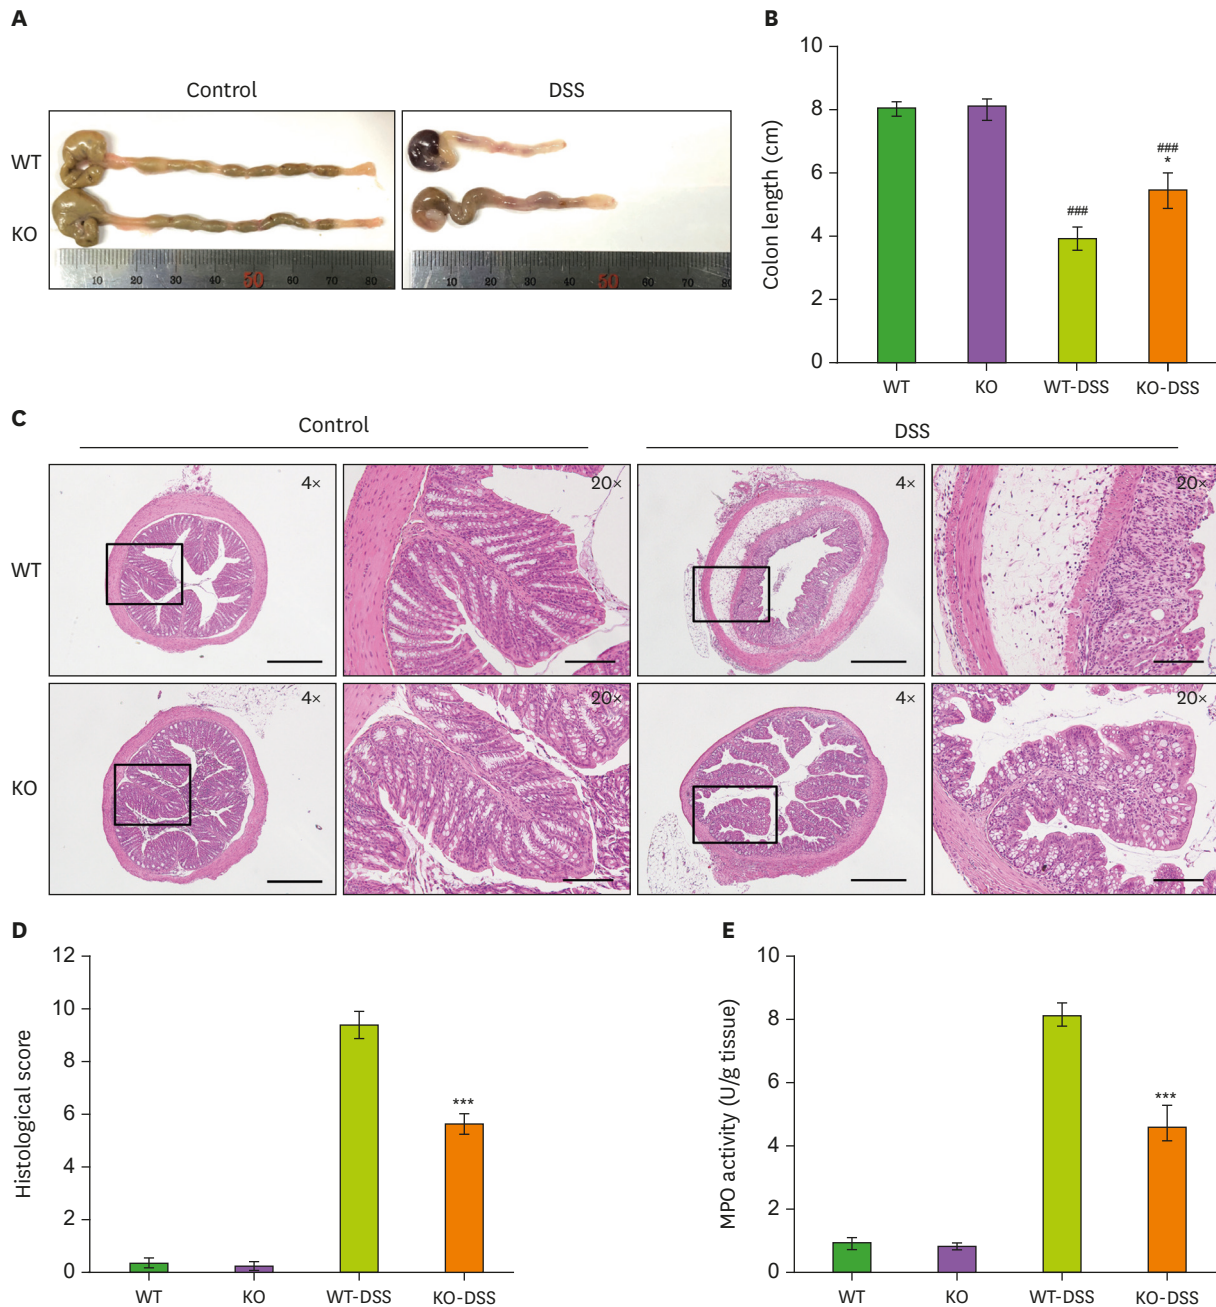 A
Control
DSS
WT
KO
10 20 30 40 50 60 70 80
10 20 30 40 50 60 70 80
B
Colon length (cm)
10
8
6
4
2
0
###
###
*
WT
KO
WT-DSS
KO-DSS
C
Control
DSS
WT
4×
20×
4×
20×
KO
4×
20×
4×
20×
D
Histological score
12
10
8
6
4
2
0
***
WT
KO
WT-DSS
KO-DSS
E
MPO activity (U/g tissue)
10
8
6
4
2
0
***
WT
KO
WT-DSS
KO-DSS